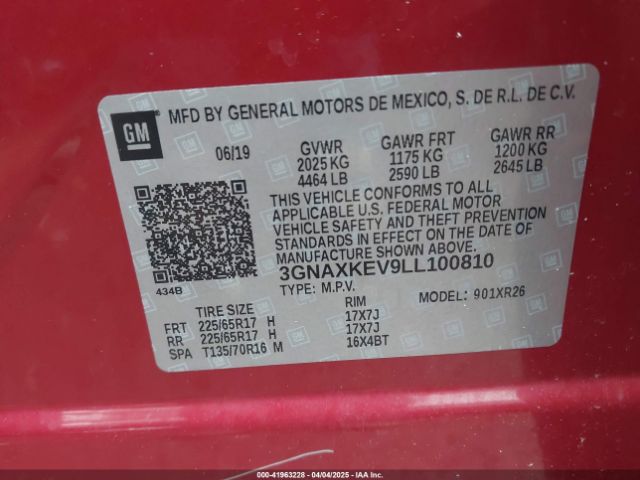 GM
MFD BY GENERAL MOTORS DE MEXICO, S. DE R.L. DE C.V.
06/19 GVWR GAWR FRT GAWR RR
2025 KG 1175 KG 1200 KG
4464 LB 2590 LB 2645 LB
THIS VEHICLE CONFORMS TO ALL
APPLICABLE U.S. FEDERAL MOTOR
VEHICLE SAFETY AND THEFT PREVENTION
STANDARDS IN EFFECT ON THE DATE OF
MANUFACTURE SHOWN ABOVE.
3GNAXKEV9LL100810
434B TYPE: M.P.V. MODEL: 901XR26
TIRE SIZE RIM
FRT 225/65R17 H 17X7J
RR 225/65R17 H 17X7J
SPA T135/70R16 M 16X4BT
000-41963228 - 04/04/2025 - COPYRIGHT IAA, LLC